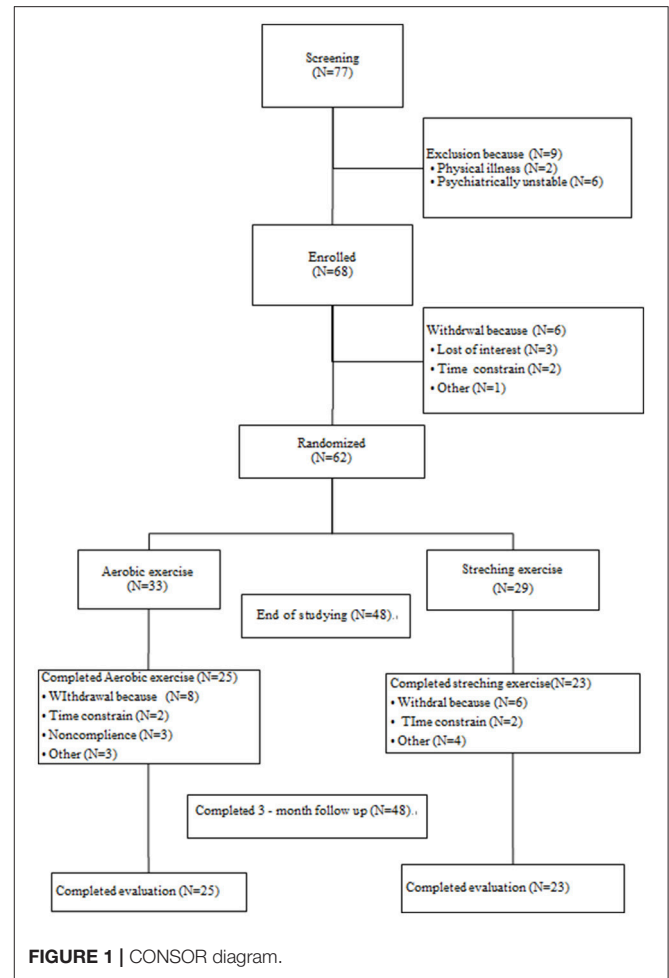 Screening
(N=77)
Exclusion because (N=9)
• Physical illness (N=2)
• Psychiatrically unstable (N=6)
Enrolled
(N=68)
Withdrwal because (N=6)
• Lost of interest (N=3)
• Time constrain (N=2)
• Other (N=1)
Randomized
(N=62)
Aerobic exercise
(N=33)
Streching exercise
(N=29)
End of studying (N=48).
Completed Aerobic exercise (N=25)
• WIthdrawal because (N=8)
• Time constrain (N=2)
• Noncomplience (N=3)
• Other (N=3)
Completed streching exercise(N=23)
• Withdral because (N=6)
• TIme constrain (N=2)
• Other (N=4)
Completed 3 - month follow up (N=48).
Completed evaluation (N=25)
Completed evaluation (N=23)
FIGURE 1 | CONSOR diagram.